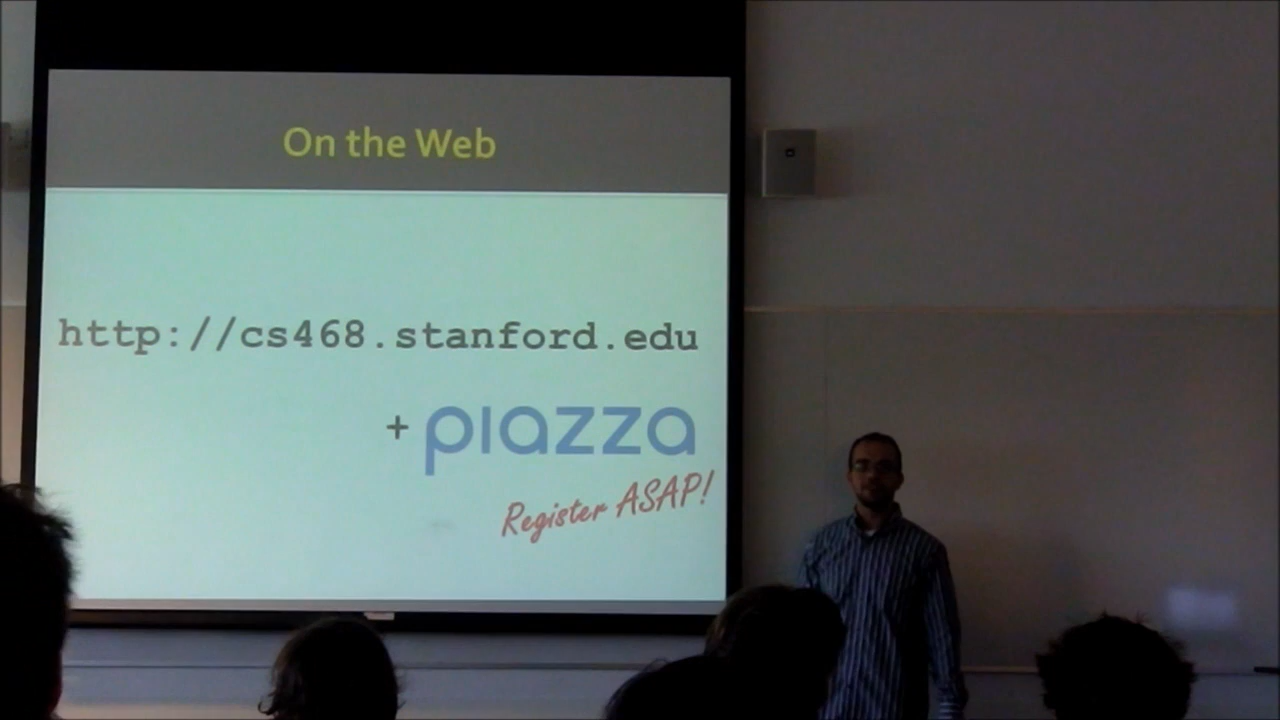 On the Web
http://cs468.stanford.edu
+ piazza
Register ASAP!